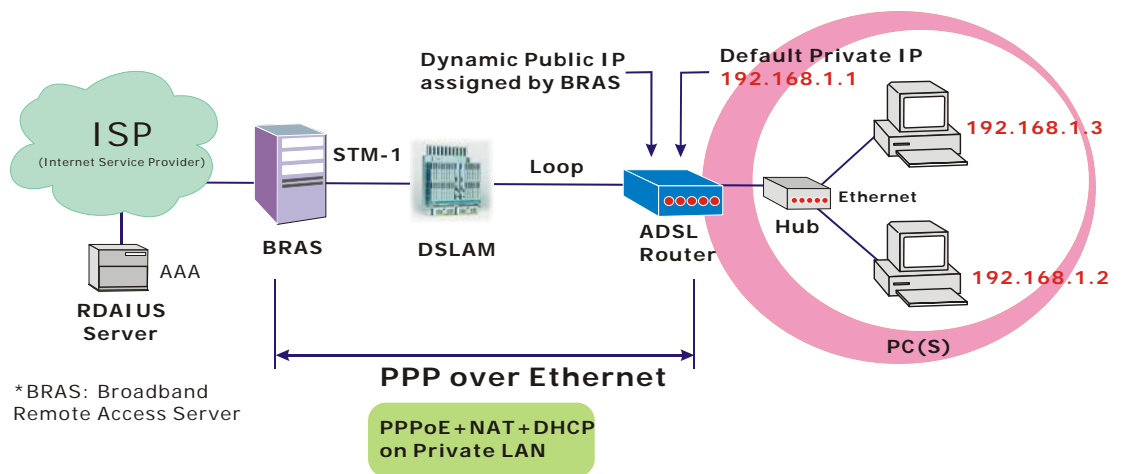 Dynamic Public IP
assigned by BRAS
Default Private IP
192.168.1.1
ISP
(Internet Service Provider)
STM-1
Loop
192.168.1.3
Ethernet
BRAS
DSLAM
ADSL
Router
Hub
AAA
RDAIUS
Server
192.168.1.2
PC(S)
PPP over Ethernet
*BRAS: Broadband
Remote Access Server
PPPoE+NAT+DHCP
on Private LAN